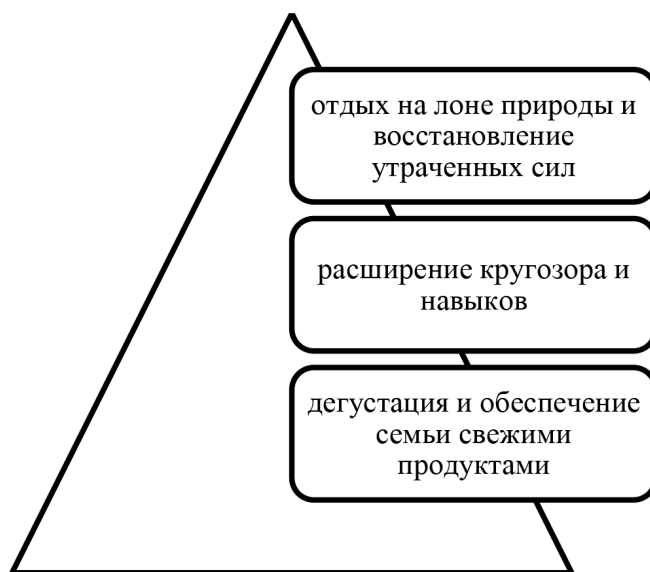 отдых на лоне природы и
восстановление
утраченных сил
расширение кругозора и
навыков
дегустация и обеспечение
семьи свежими
продуктами